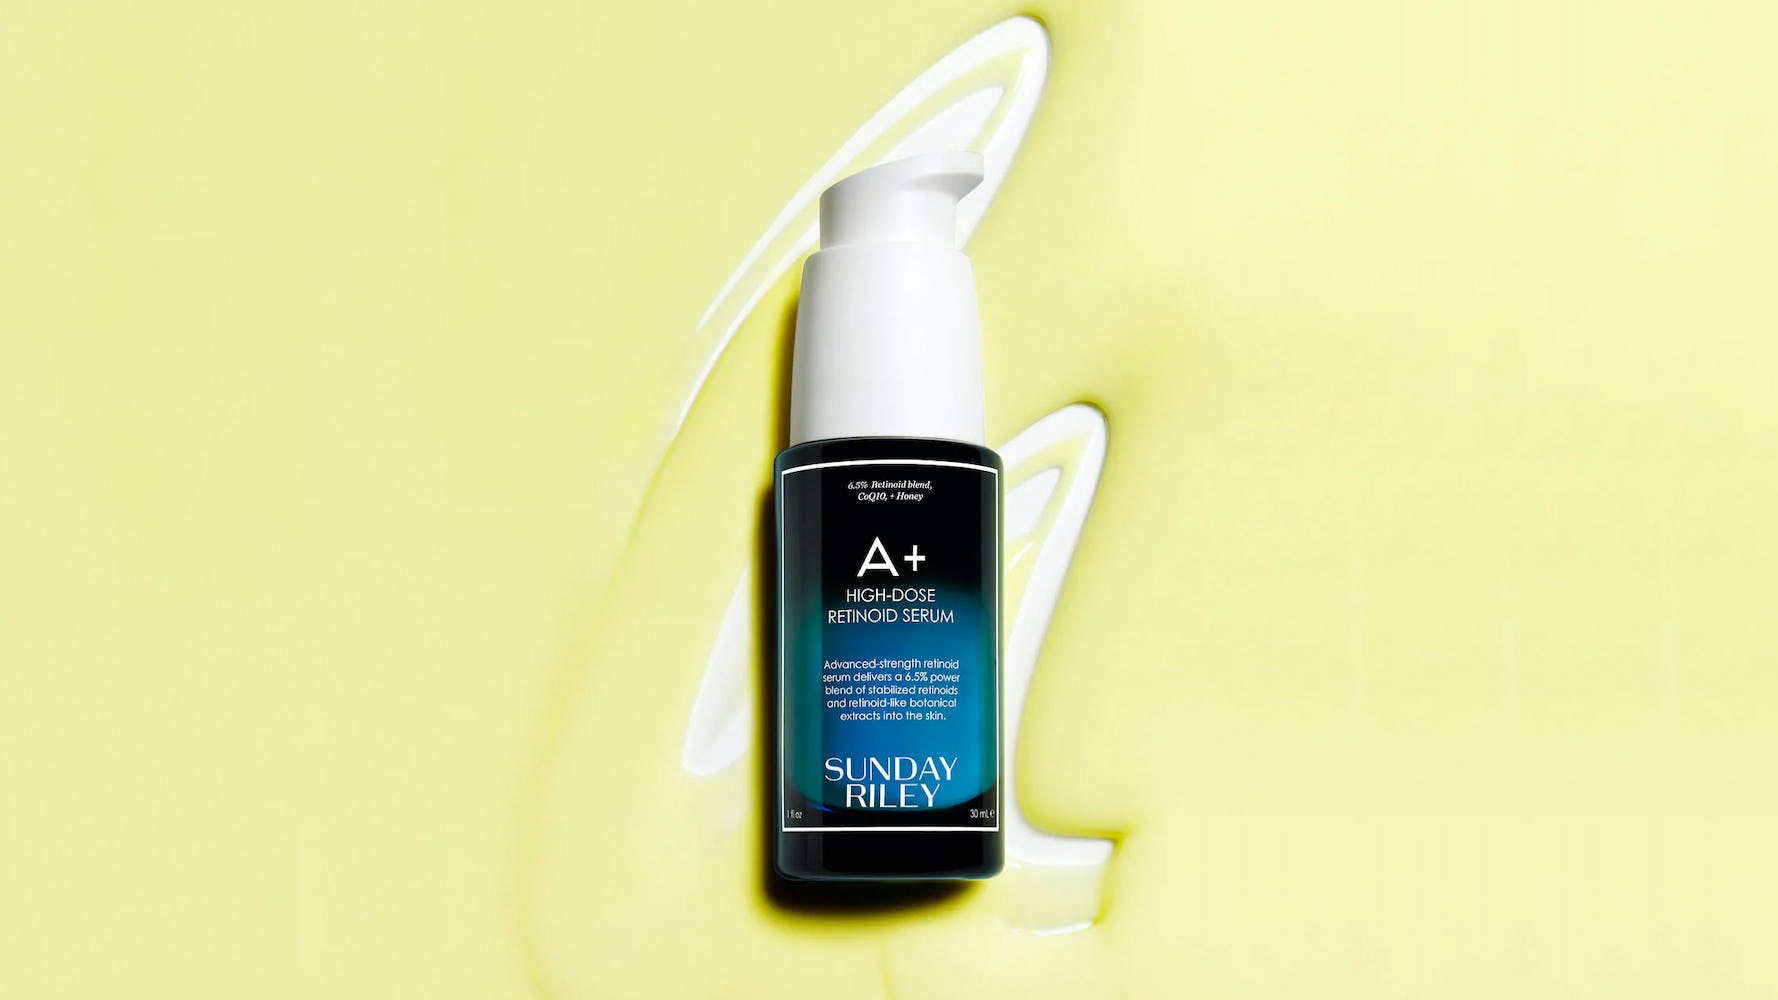 6.5% Retinoid blend,
CoQ10, + Honey
A+
HIGH-DOSE
RETINOID SERUM
Advanced-strength retinoid
serum delivers a 6.5% power
blend of stabilized retinoids
and retinoid-like botanical
extracts into the skin.
SUNDAY
RILEY
1 fl oz
30 mL ℮